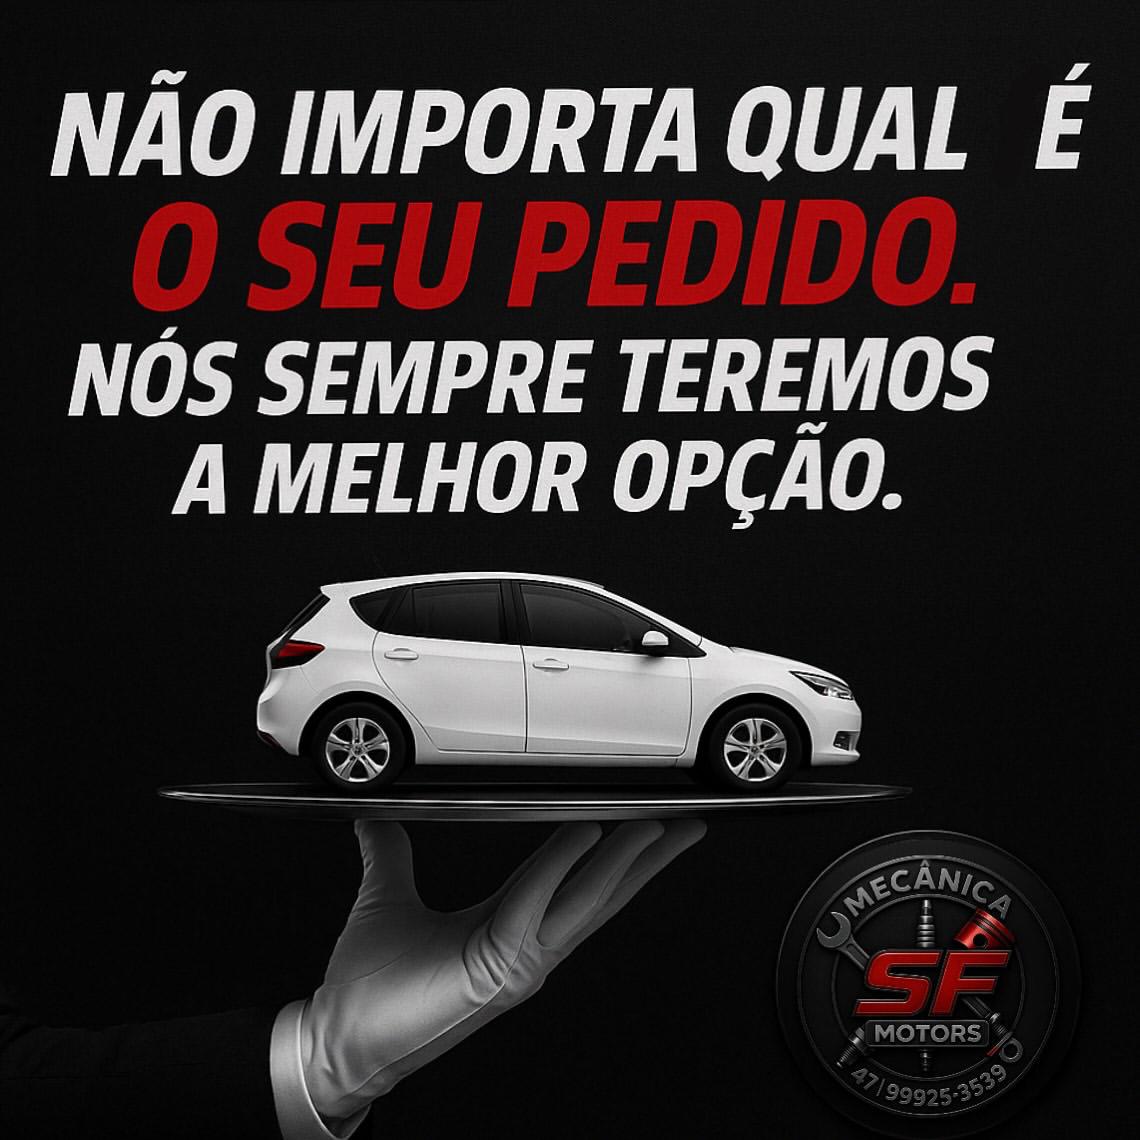 NÃO IMPORTA QUAL É
O SEU PEDIDO.
NÓS SEMPRE TEREMOS
A MELHOR OPÇÃO.
MECÂNICA
SF
MOTORS
47|99925-3539